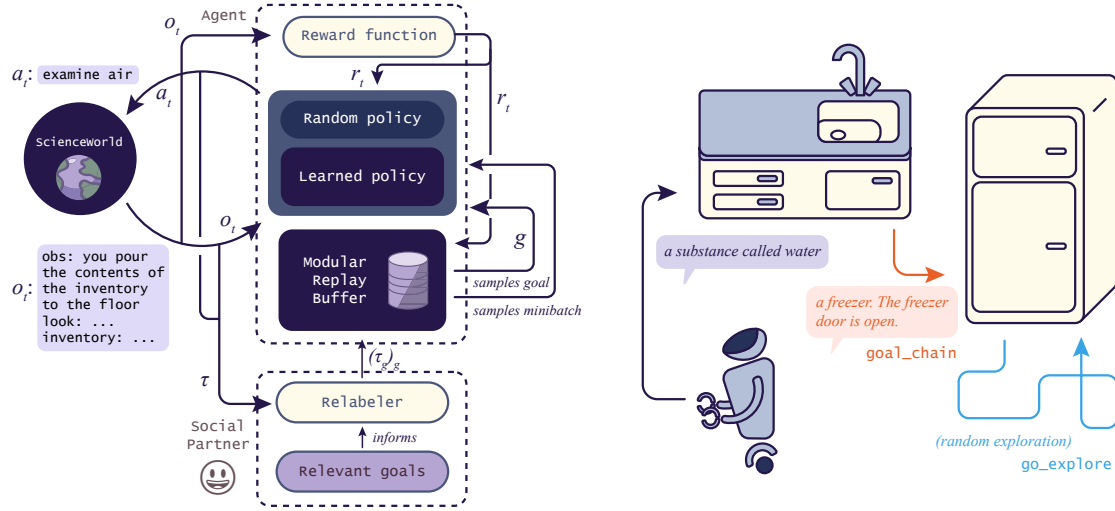 o_t
Agent
Reward function
a_t: examine air
a_t
r_t
r_t
ScienceWorld
Random policy
Learned policy
o_t
g
o_t:
obs: you pour
the contents of
the inventory
to the floor
look: ...
inventory: ...
Modular
Replay
Buffer
samples goal
samples minibatch
τ
(τ_g)_g
Relabeler
Social
Partner
informs
Relevant goals
a substance called water
a freezer. The freezer
door is open.
goal_chain
(random exploration)
go_explore